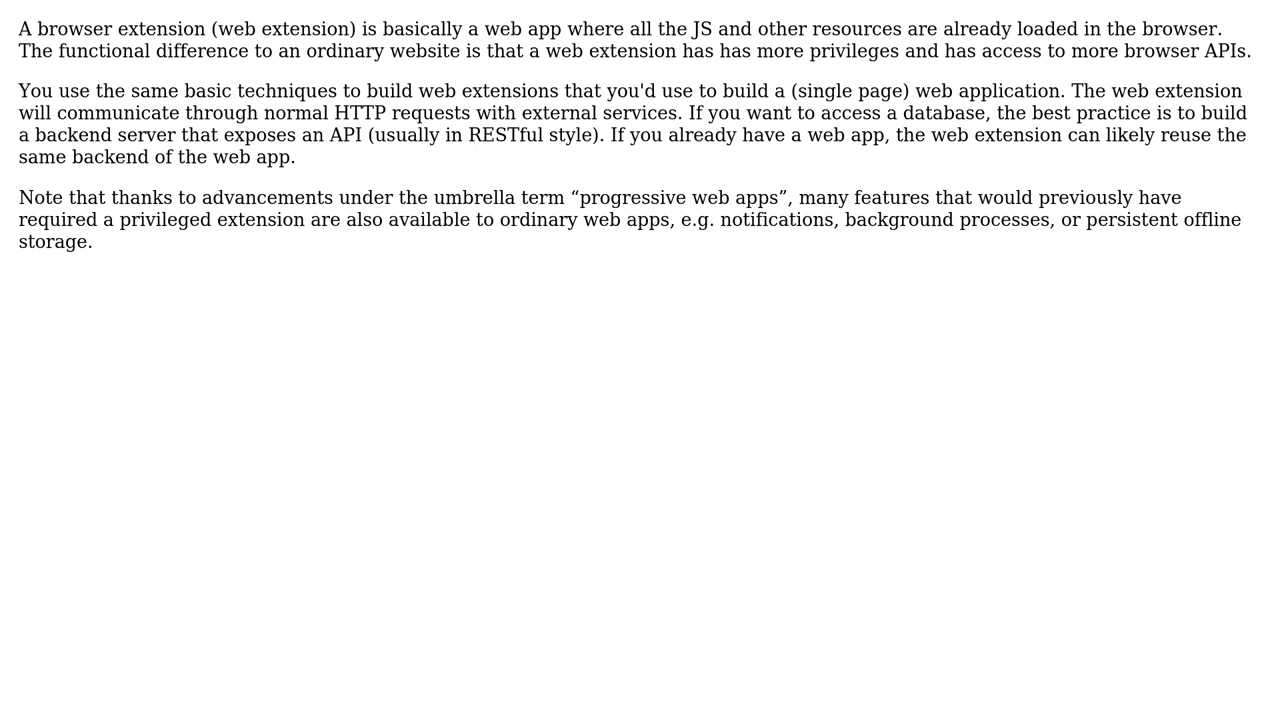 A browser extension (web extension) is basically a web app where all the JS and other resources are already loaded in the browser.
The functional difference to an ordinary website is that a web extension has has more privileges and has access to more browser APIs.
You use the same basic techniques to build web extensions that you'd use to build a (single page) web application. The web extension
will communicate through normal HTTP requests with external services. If you want to access a database, the best practice is to build
a backend server that exposes an API (usually in RESTful style). If you already have a web app, the web extension can likely reuse the
same backend of the web app.
Note that thanks to advancements under the umbrella term “progressive web apps”, many features that would previously have
required a privileged extension are also available to ordinary web apps, e.g. notifications, background processes, or persistent offline
storage.